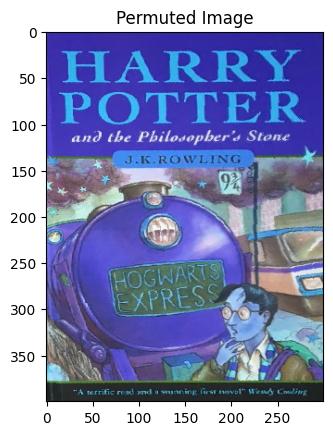 Permuted Image
0
50
100
150
200
250
300
350
0
50
100
150
200
250
HARRY
POTTER
and the Philosopher's Stone
J.K.ROWLING
9¾
HOGWARTS
EXPRESS
"A terrific read and a stunning first novel" Wendy Cooling